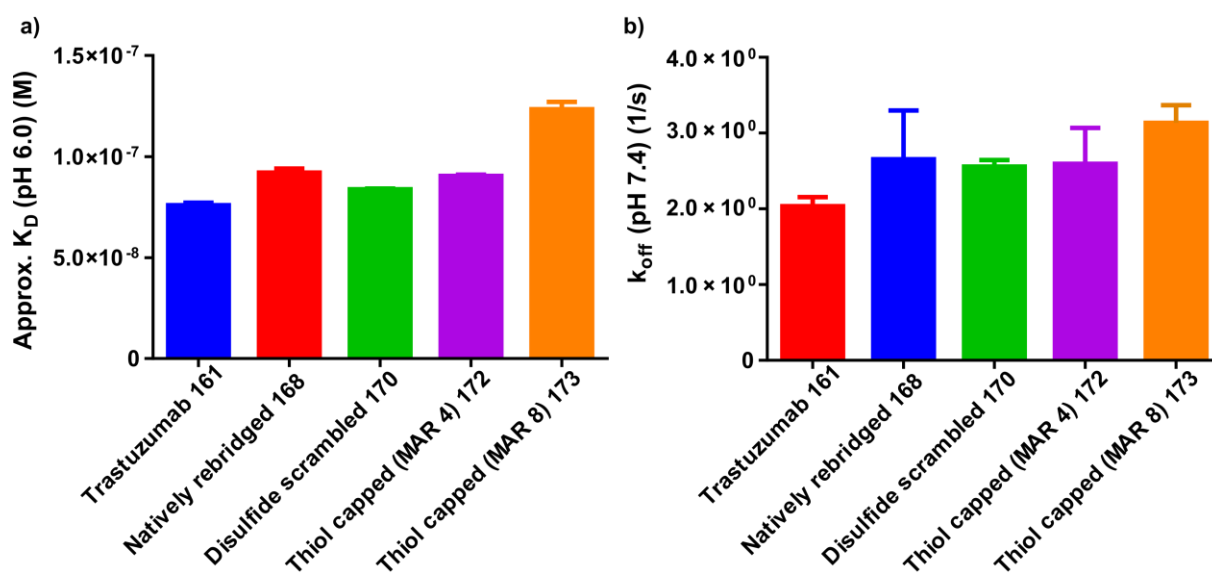 a)
Approx. K_D (pH 6.0) (M)
1.5×10⁻⁷
1.0×10⁻⁷
5.0×10⁻⁸
0
Trastuzumab 161
Natively rebridged 168
Disulfide scrambled 170
Thiol capped (MAR 4) 172
Thiol capped (MAR 8) 173
b)
k_off (pH 7.4) (1/s)
4.0 × 10⁰
3.0 × 10⁰
2.0 × 10⁰
1.0 × 10⁰
0
Trastuzumab 161
Natively rebridged 168
Disulfide scrambled 170
Thiol capped (MAR 4) 172
Thiol capped (MAR 8) 173